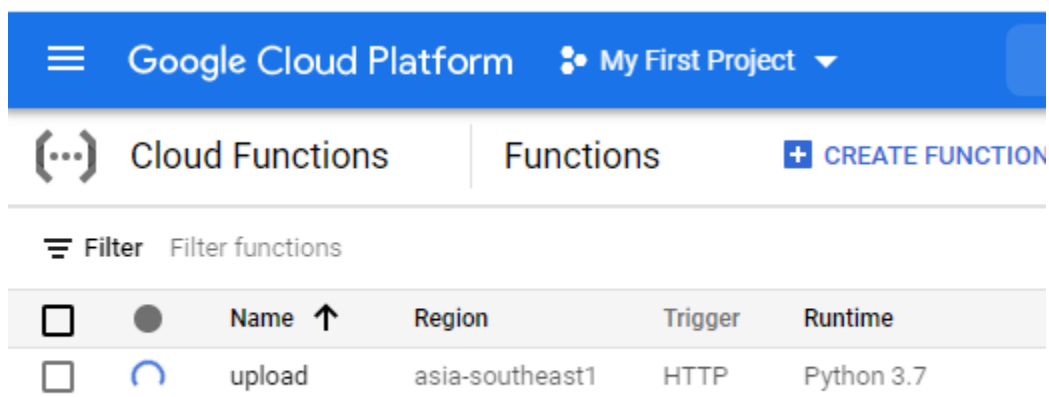 Google Cloud Platform My First Project
Cloud Functions Functions CREATE FUNCTION
Filter Filter functions
Name Region Trigger Runtime
upload asia-southeast1 HTTP Python 3.7